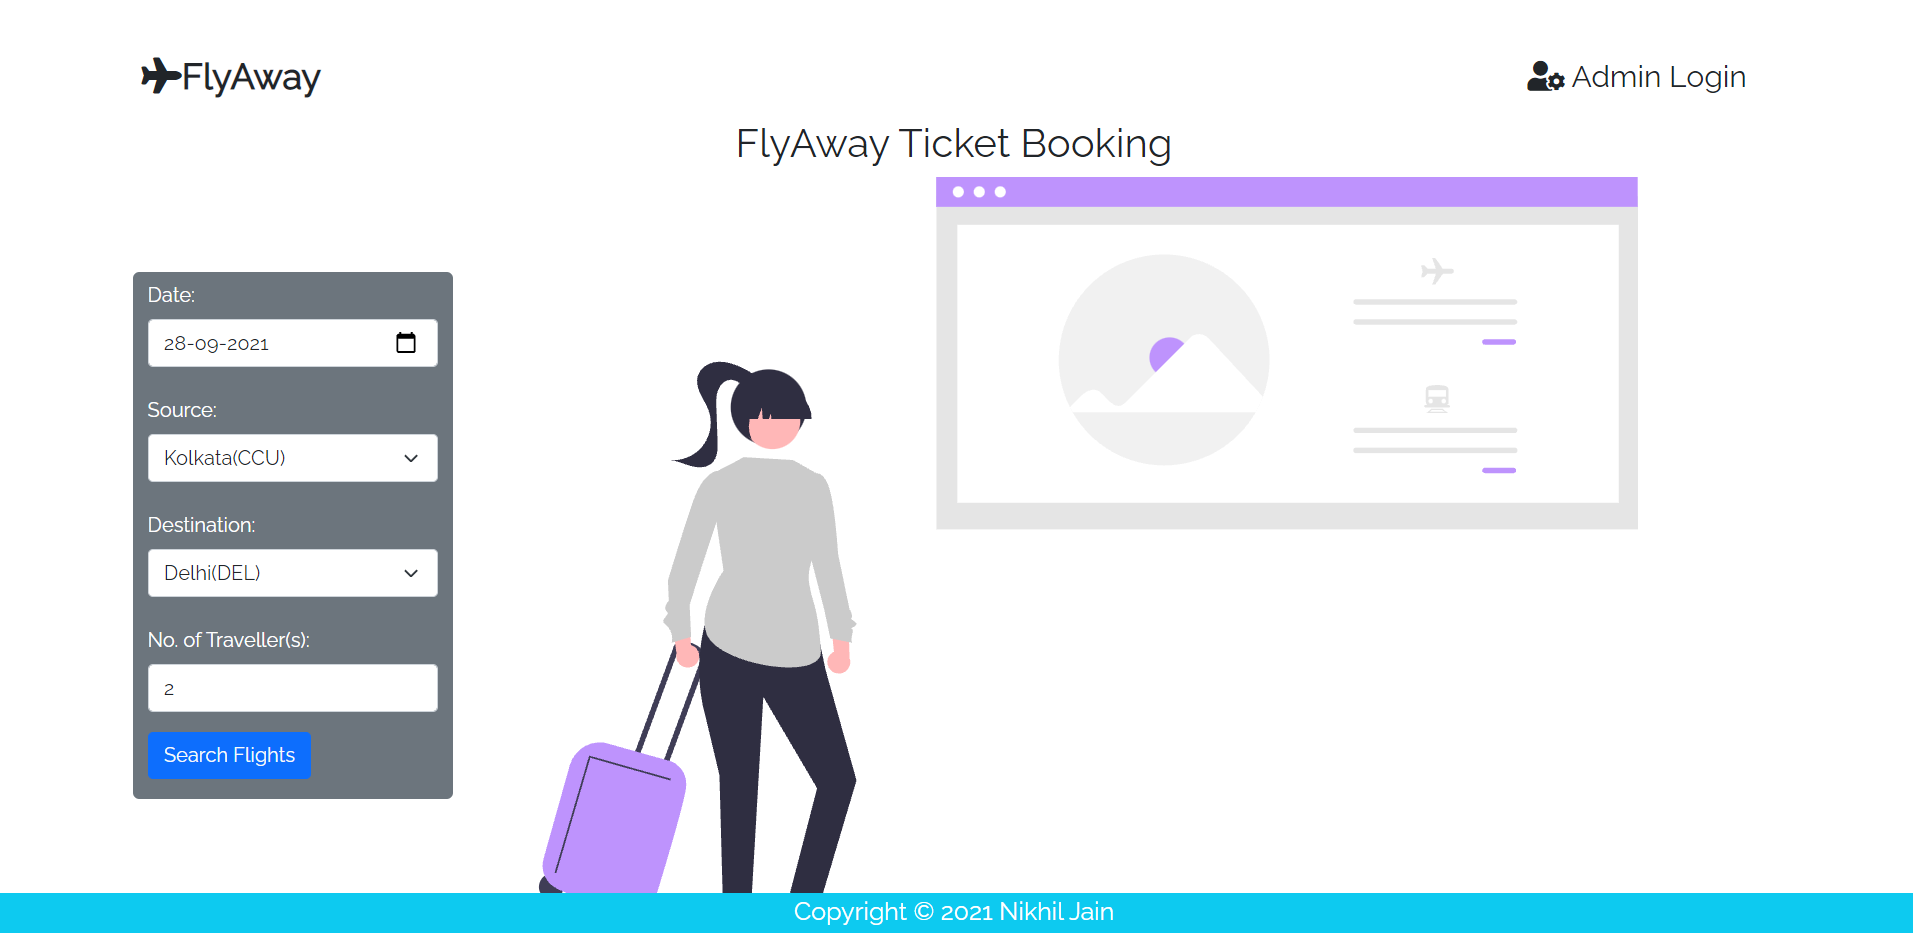 FlyAway
Admin Login
FlyAway Ticket Booking
Date:
28-09-2021
Source:
Kolkata(CCU)
Destination:
Delhi(DEL)
No. of Traveller(s):
2
Search Flights
Copyright © 2021 Nikhil Jain